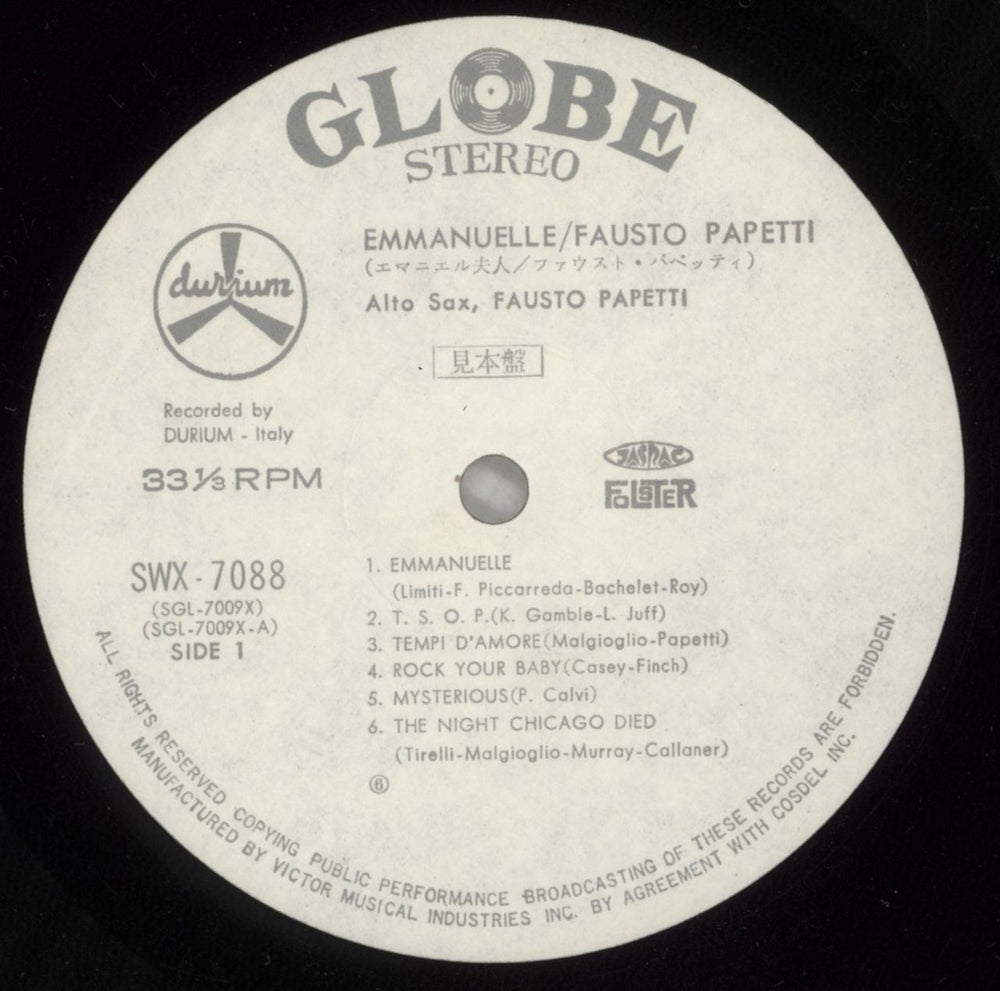 GLOBE
STEREO
durium
EMMANUELLE/FAUSTO PAPETTI
(エマニエル夫人/ファウスト・パペッティ)
Alto Sax, FAUSTO PAPETTI
見本盤
Recorded by
DURIUM - Italy
33 1/3 RPM
JASRAC
FOLSTER
SWX - 7088
(SGL-7009X)
(SGL-7009X-A)
SIDE 1
1. EMMANUELLE
(Limiti-F. Piccarreda-Bachelet-Roy)
2. T. S. O. P.(K. Gamble-L. Juff)
3. TEMPI D'AMORE(Malgioglio-Papetti)
4. ROCK YOUR BABY(Casey-Finch)
5. MYSTERIOUS(P. Calvi)
6. THE NIGHT CHICAGO DIED
(Tirelli-Malgioglio-Murray-Callaner)
⑥
ALL RIGHTS RESERVED COPYING PUBLIC PERFORMANCE BROADCASTING OF THESE RECORDS ARE FORBIDDEN.
MANUFACTURED BY VICTOR MUSICAL INDUSTRIES INC. BY AGREEMENT WITH COSDEL INC.